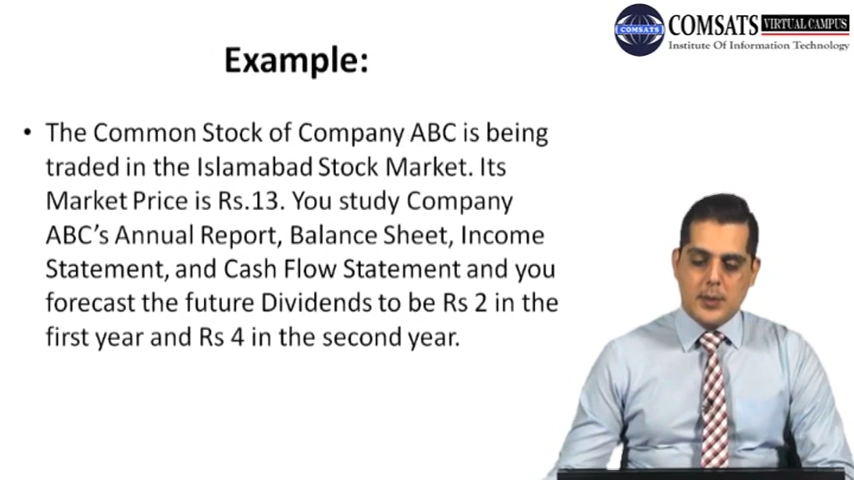 COMSATS VIRTUAL CAMPUS
COMSATS
Institute Of Information Technology
Example:
• The Common Stock of Company ABC is being
traded in the Islamabad Stock Market. Its
Market Price is Rs.13. You study Company
ABC’s Annual Report, Balance Sheet, Income
Statement, and Cash Flow Statement and you
forecast the future Dividends to be Rs 2 in the
first year and Rs 4 in the second year.